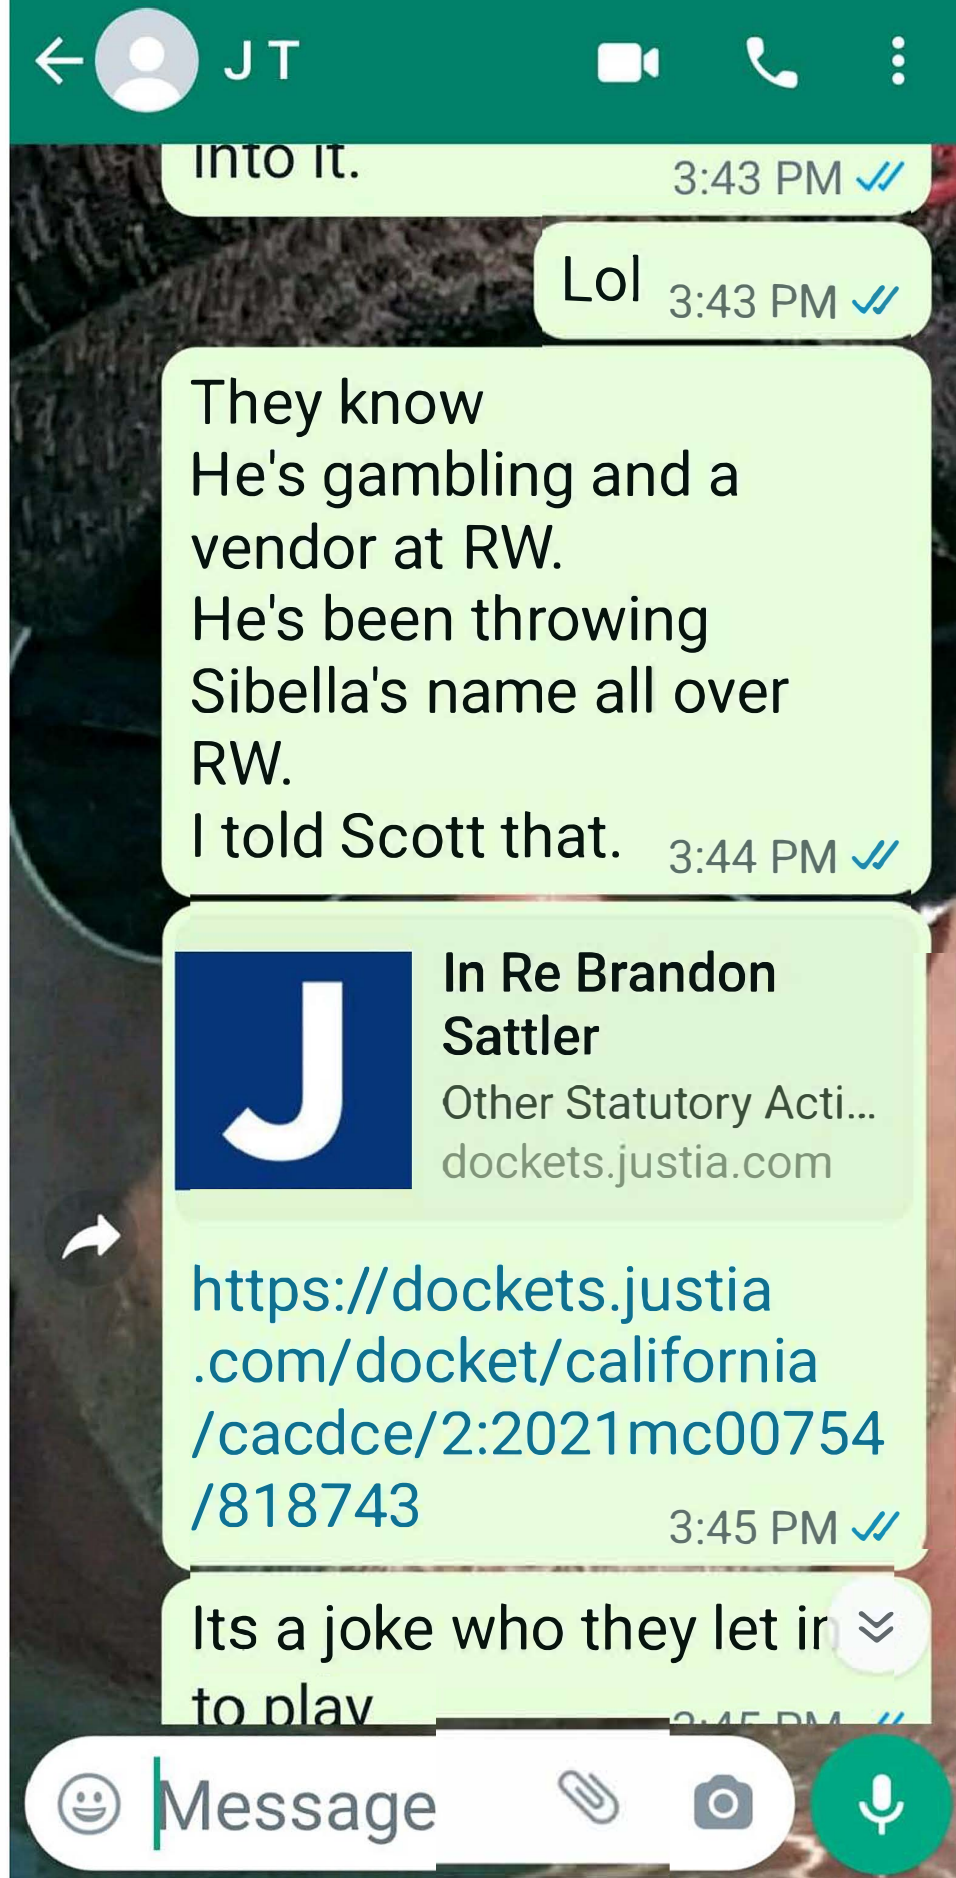 J T
into it.
3:43 PM
Lol
3:43 PM
They know
He's gambling and a
vendor at RW.
He's been throwing
Sibella's name all over
RW.
I told Scott that.
3:44 PM
J
In Re Brandon
Sattler
Other Statutory Acti...
dockets.justia.com
https://dockets.justia
.com/docket/california
/cacdce/2:2021mc00754
/818743
3:45 PM
Its a joke who they let in
to play
3:45 PM
Message